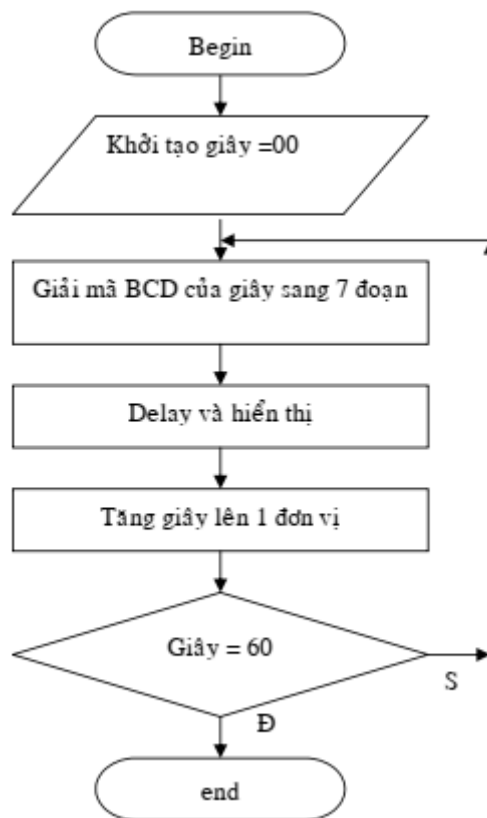 Begin
Khởi tạo giây =00
Giải mã BCD của giây sang 7 đoạn
Delay và hiển thị
Tăng giây lên 1 đơn vị
Giây = 60
S
Đ
end